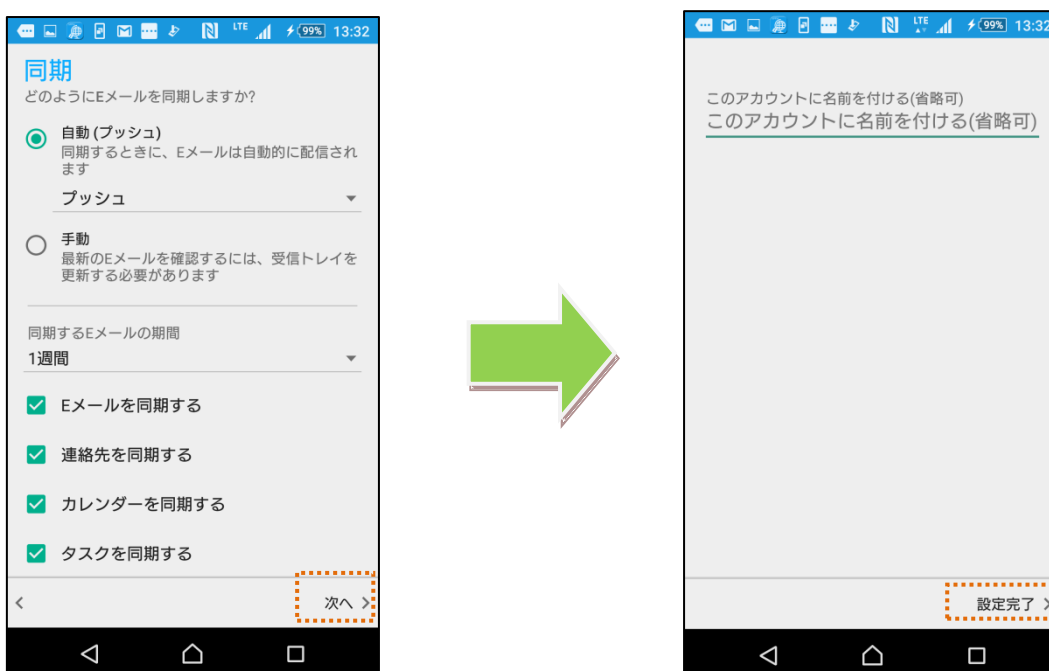 LTE 99% 13:32
同期
どのようにEメールを同期しますか?
自動 (プッシュ)
同期するときに、Eメールは自動的に配信され
ます
プッシュ
手動
最新のEメールを確認するには、受信トレイを
更新する必要があります
同期するEメールの期間
1週間
Eメールを同期する
連絡先を同期する
カレンダーを同期する
タスクを同期する
次へ
LTE 99% 13:32
このアカウントに名前を付ける(省略可)
このアカウントに名前を付ける(省略可)
設定完了